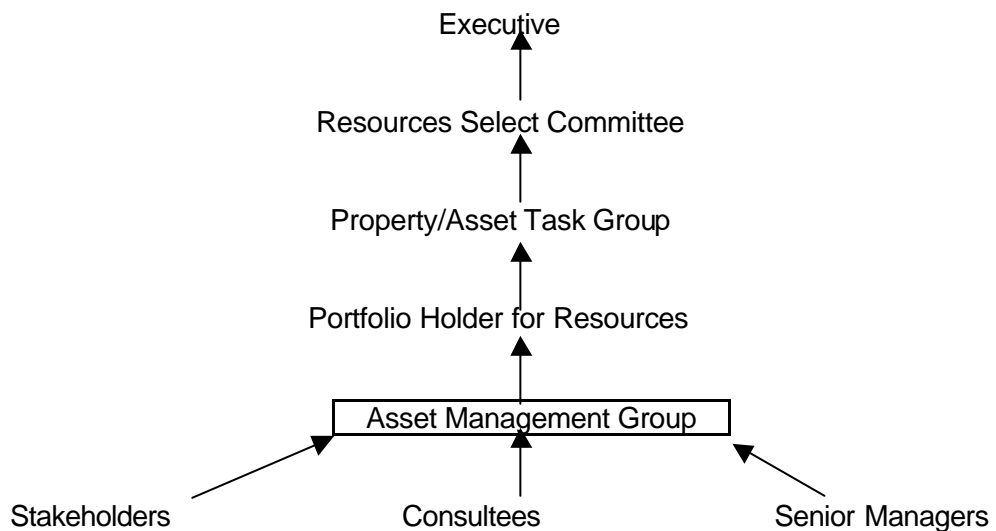 Executive
Resources Select Committee
Property/Asset Task Group
Portfolio Holder for Resources
Asset Management Group
Stakeholders Consultees Senior Managers